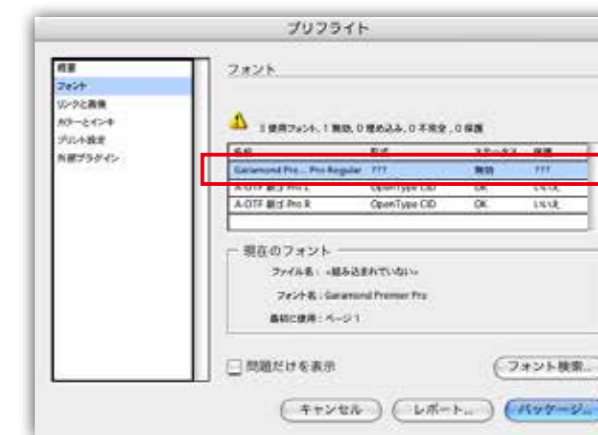 プリフライト
概要
フォント
リンクと画像
カラーとインキ
プリント設定
外部プラグイン
フォント
3 使用フォント, 1 無効, 0 埋め込み, 0 不完全, 0 保護
名前 形式 ステータス 保護
Garamond Pre... Pro Regular ??? 無効 ???
A-OTF 新ゴ Pro L OpenType CID OK いいえ
A-OTF 新ゴ Pro R OpenType CID OK いいえ
現在のフォント
ファイル名: <組み込まれていない>
フォント名: Garamond Premier Pro
最初に使用: ページ 1
問題だけを表示
フォント検索...
キャンセル
レポート...
パッケージ...